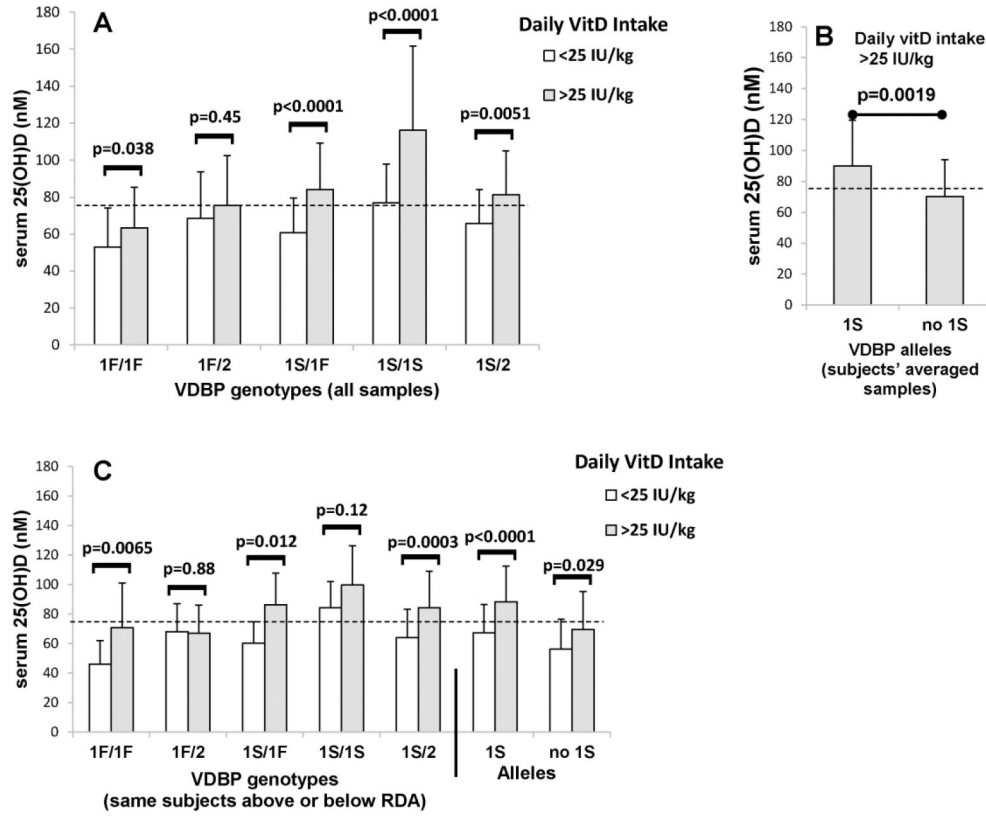 A
Daily VitD Intake
<25 IU/kg
>25 IU/kg
serum 25(OH)D (nM)
180
160
140
120
100
80
60
40
20
0
p=0.038
p=0.45
p<0.0001
p<0.0001
p=0.0051
1F/1F 1F/2 1S/1F 1S/1S 1S/2
VDBP genotypes (all samples)
B
Daily vitD intake
>25 IU/kg
p=0.0019
serum 25(OH)D (nM)
180
160
140
120
100
80
60
40
20
0
1S no 1S
VDBP alleles
(subjects' averaged
samples)
C
Daily VitD Intake
<25 IU/kg
>25 IU/kg
serum 25(OH)D (nM)
180
160
140
120
100
80
60
40
20
0
p=0.0065
p=0.88
p=0.012
p=0.12
p=0.0003
p<0.0001
p=0.029
1F/1F 1F/2 1S/1F 1S/1S 1S/2 1S no 1S
VDBP genotypes
(same subjects above or below RDA)
Alleles